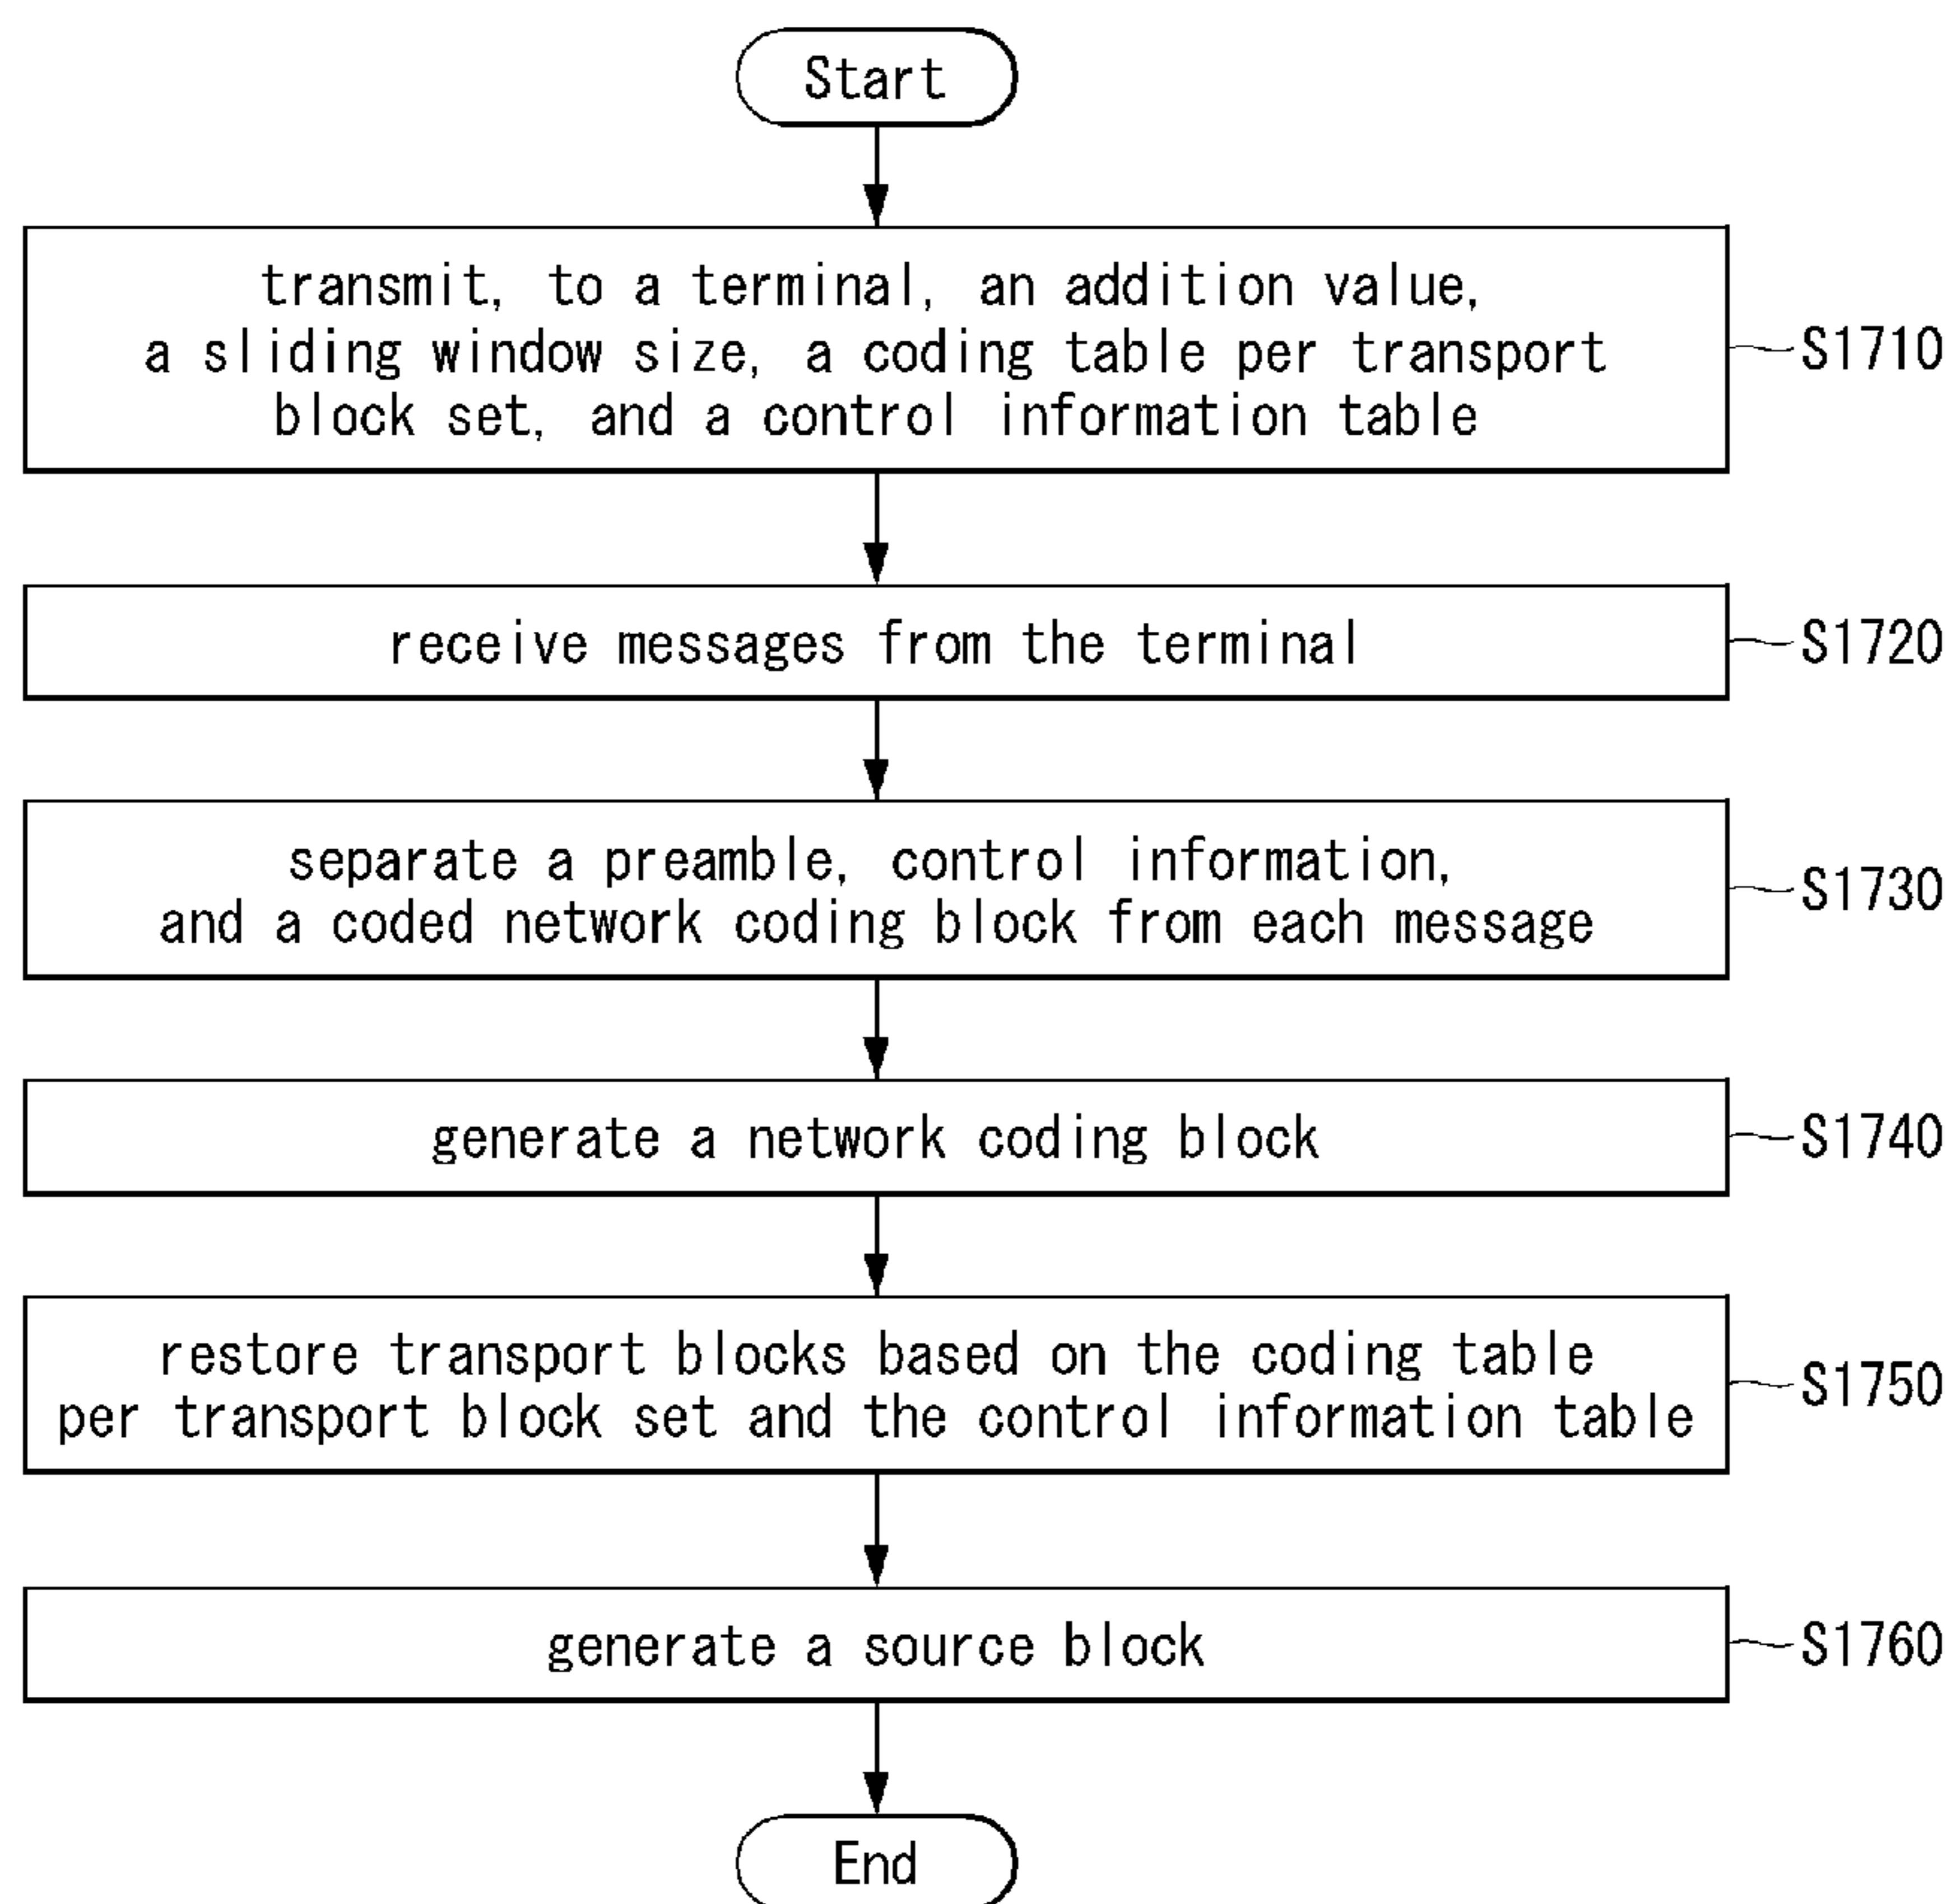 Start
transmit, to a terminal, an addition value,
a sliding window size, a coding table per transport
block set, and a control information table
S1710
receive messages from the terminal
S1720
separate a preamble, control information,
and a coded network coding block from each message
S1730
generate a network coding block
S1740
restore transport blocks based on the coding table
per transport block set and the control information table
S1750
generate a source block
S1760
End